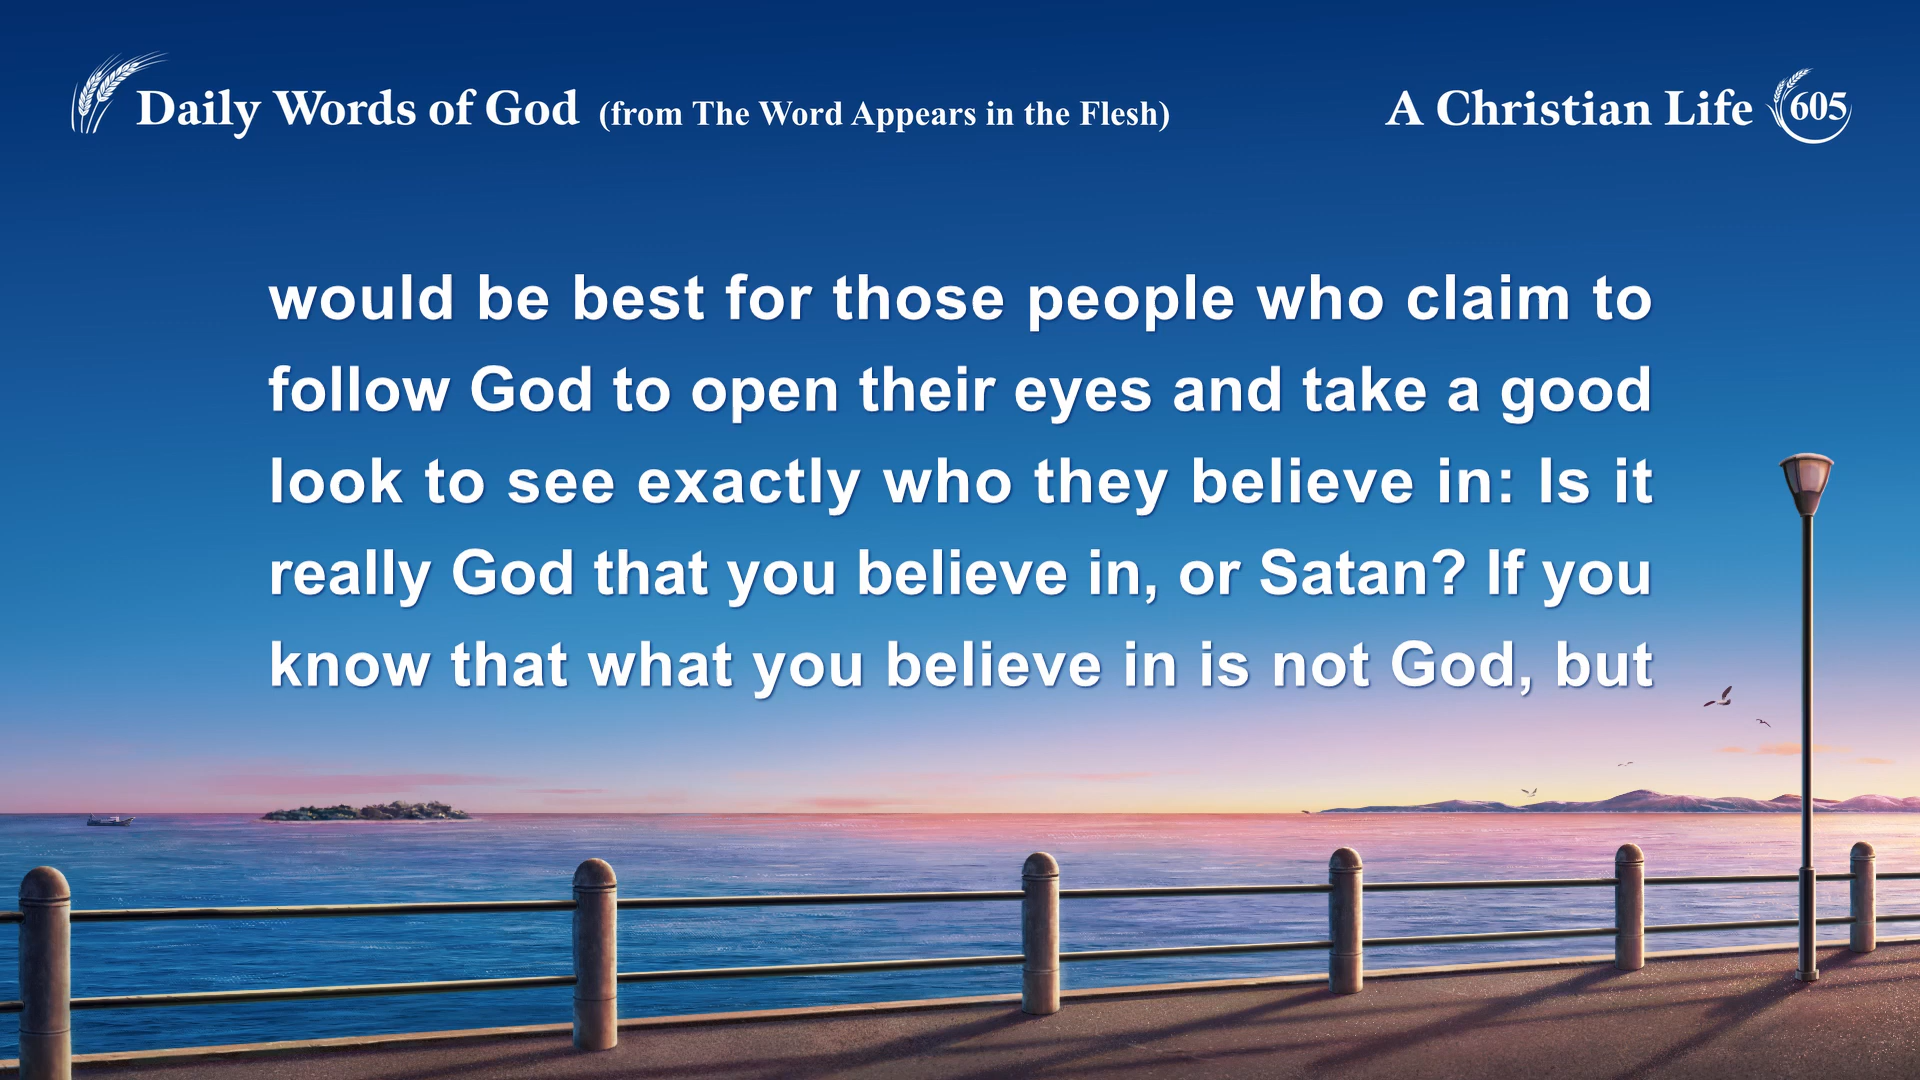 Daily Words of God (from The Word Appears in the Flesh)
A Christian Life 605
would be best for those people who claim to
follow God to open their eyes and take a good
look to see exactly who they believe in: Is it
really God that you believe in, or Satan? If you
know that what you believe in is not God, but